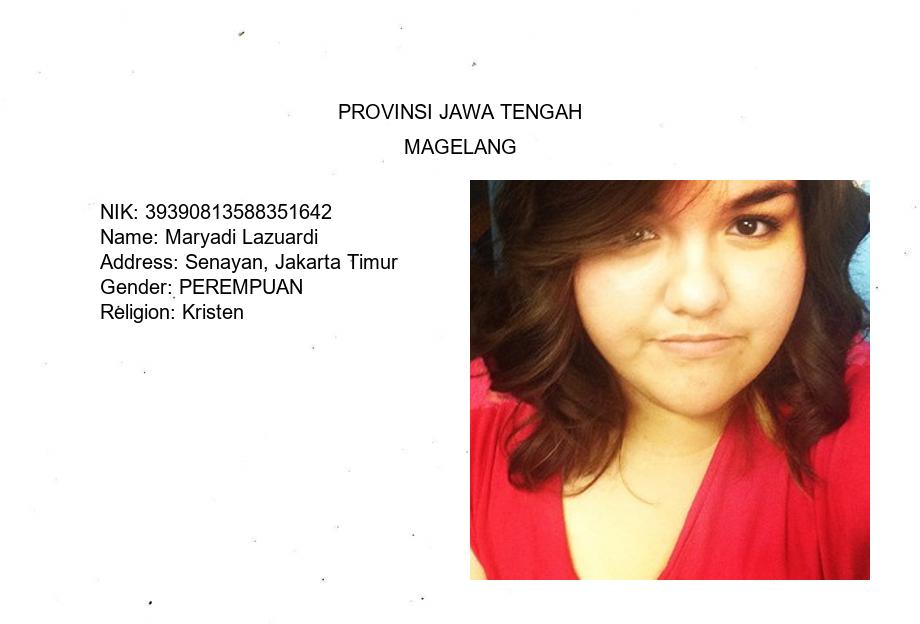 PROVINSI JAWA TENGAH
MAGELANG
NIK: 39390813588351642
Name: Maryadi Lazuardi
Address: Senayan, Jakarta Timur
Gender: PEREMPUAN
Religion: Kristen